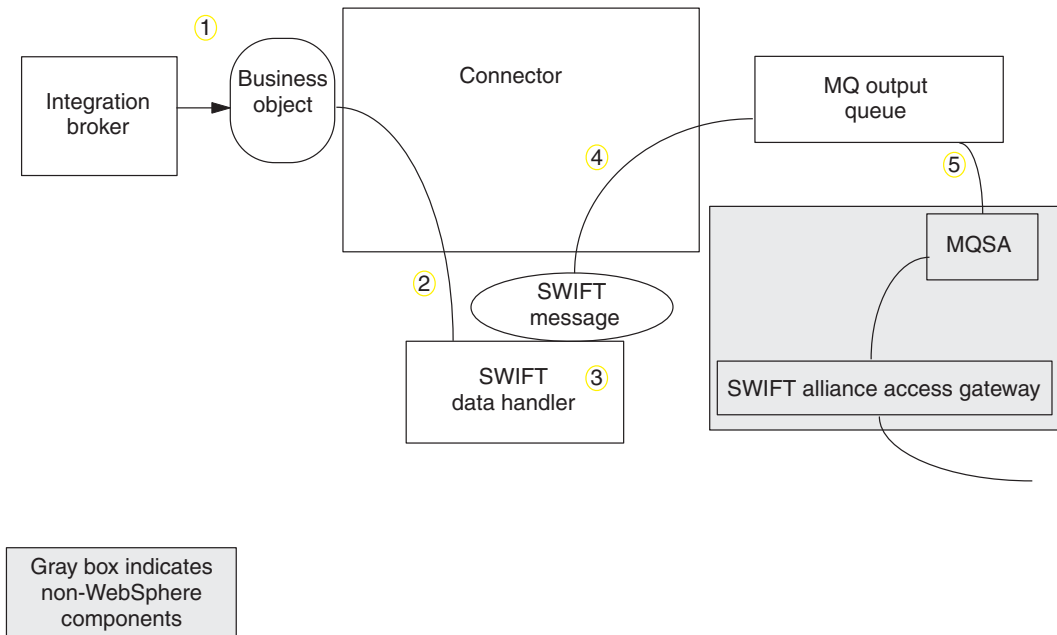 1
Integration
broker
Business
object
Connector
MQ output
queue
4
5
MQSA
2
SWIFT
message
SWIFT
data handler
3
SWIFT alliance access gateway
Gray box indicates
non-WebSphere
components